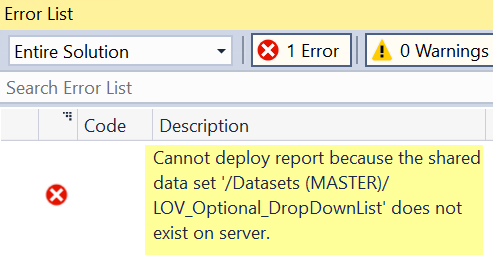 Error List
Entire Solution
1 Error
0 Warnings
Search Error List
Code
Description
Cannot deploy report because the shared
data set '/Datasets (MASTER)/
LOV_Optional_DropDownList' does not
exist on server.